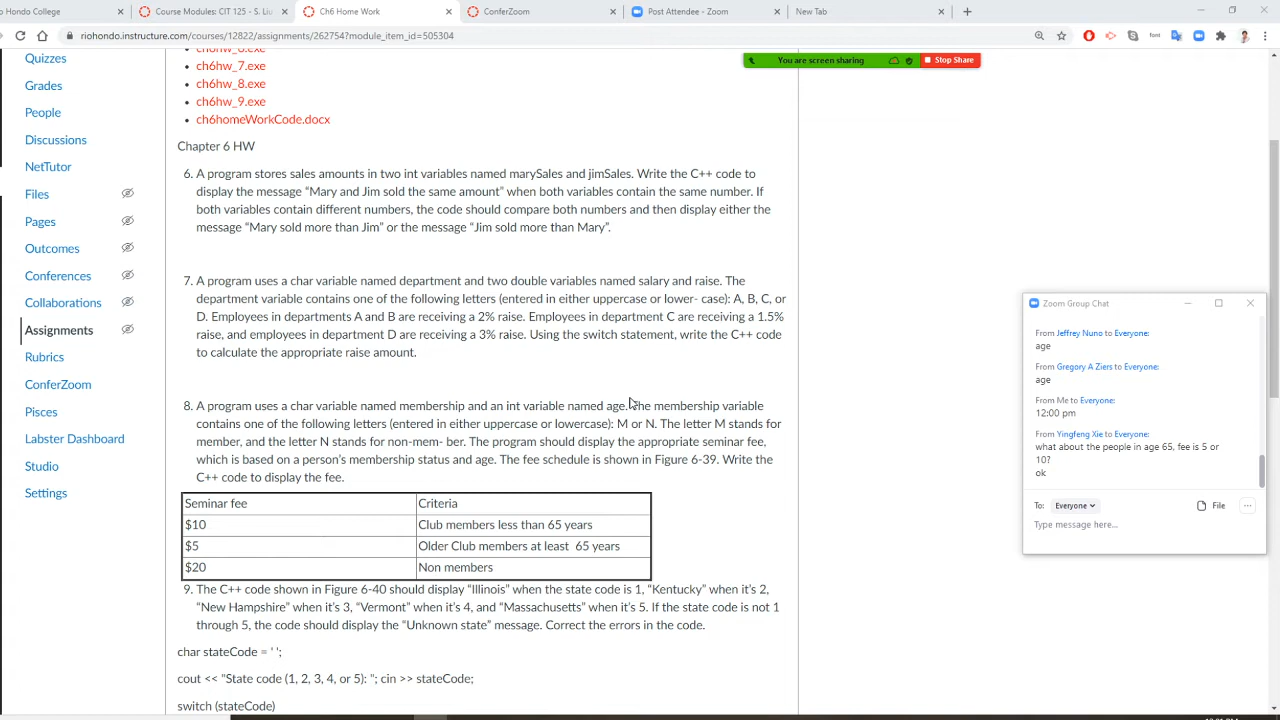 o Hondo College
Course Modules: CIT 125 - S. Liu
Ch6 Home Work
ConferZoom
Post Attendee - Zoom
New Tab
riohondo.instructure.com/courses/12822/assignments/262754?module_item_id=505304
You are screen sharing
Stop Share
Quizzes
Grades
People
Discussions
NetTutor
Files
Pages
Outcomes
Conferences
Collaborations
Assignments
Rubrics
ConferZoom
Pisces
Labster Dashboard
Studio
Settings
ch6hw_6.exe
ch6hw_7.exe
ch6hw_8.exe
ch6hw_9.exe
ch6homeWorkCode.docx
Chapter 6 HW
6. A program stores sales amounts in two int variables named marySales and jimSales. Write the C++ code to
display the message “Mary and Jim sold the same amount” when both variables contain the same number. If
both variables contain different numbers, the code should compare both numbers and then display either the
message “Mary sold more than Jim” or the message “Jim sold more than Mary”.
7. A program uses a char variable named department and two double variables named salary and raise. The
department variable contains one of the following letters (entered in either uppercase or lower- case): A, B, C, or
D. Employees in departments A and B are receiving a 2% raise. Employees in department C are receiving a 1.5%
raise, and employees in department D are receiving a 3% raise. Using the switch statement, write the C++ code
to calculate the appropriate raise amount.
8. A program uses a char variable named membership and an int variable named age. The membership variable
contains one of the following letters (entered in either uppercase or lowercase): M or N. The letter M stands for
member, and the letter N stands for non-mem- ber. The program should display the appropriate seminar fee,
which is based on a person’s membership status and age. The fee schedule is shown in Figure 6-39. Write the
C++ code to display the fee.
Seminar fee Criteria
$10 Club members less than 65 years
$5 Older Club members at least 65 years
$20 Non members
9. The C++ code shown in Figure 6-40 should display “Illinois” when the state code is 1, “Kentucky” when it’s 2,
“New Hampshire” when it’s 3, “Vermont” when it’s 4, and “Massachusetts” when it’s 5. If the state code is not 1
through 5, the code should display the “Unknown state” message. Correct the errors in the code.
char stateCode = ‘ ‘;
cout << “State code (1, 2, 3, 4, or 5): “; cin >> stateCode;
switch (stateCode)
Zoom Group Chat
From Jeffrey Nuno to Everyone:
age
From Gregory A Ziers to Everyone:
age
From Me to Everyone:
12:00 pm
From Yingfeng Xie to Everyone:
what about the people in age 65, fee is 5 or
10?
ok
To: Everyone File
Type message here...